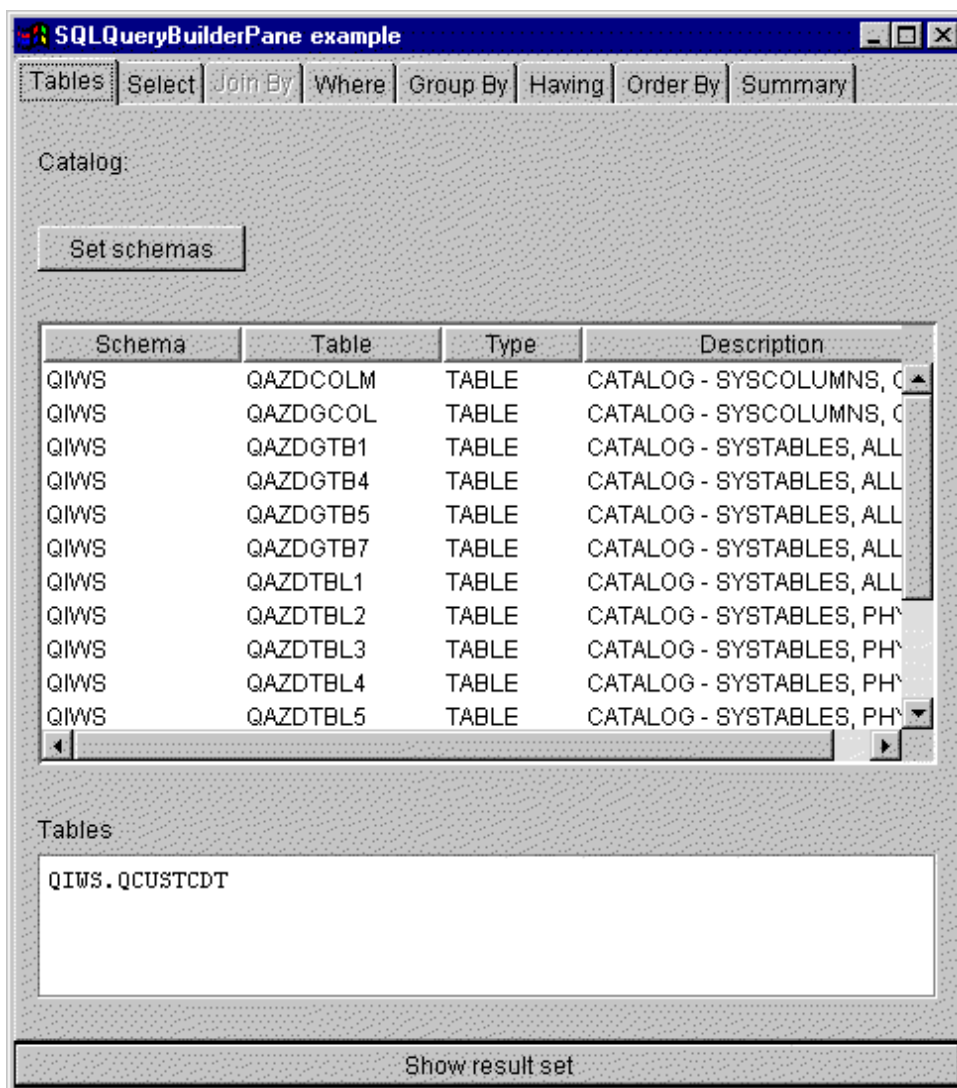 SQLQueryBuilderPane example
Tables Select Join By Where Group By Having Order By Summary
Catalog:
Set schemas
Schema Table Type Description
QIWS QAZDCOLM TABLE CATALOG - SYSCOLUMNS,
QIWS QAZDGCOL TABLE CATALOG - SYSCOLUMNS,
QIWS QAZDGTB1 TABLE CATALOG - SYSTABLES, ALL
QIWS QAZDGTB4 TABLE CATALOG - SYSTABLES, ALL
QIWS QAZDGTB5 TABLE CATALOG - SYSTABLES, ALL
QIWS QAZDGTB7 TABLE CATALOG - SYSTABLES, ALL
QIWS QAZDTBL1 TABLE CATALOG - SYSTABLES, ALL
QIWS QAZDTBL2 TABLE CATALOG - SYSTABLES, PHY
QIWS QAZDTBL3 TABLE CATALOG - SYSTABLES, PHY
QIWS QAZDTBL4 TABLE CATALOG - SYSTABLES, PHY
QIWS QAZDTBL5 TABLE CATALOG - SYSTABLES, PHY
Tables
QIWS.QCUSTCDT
Show result set